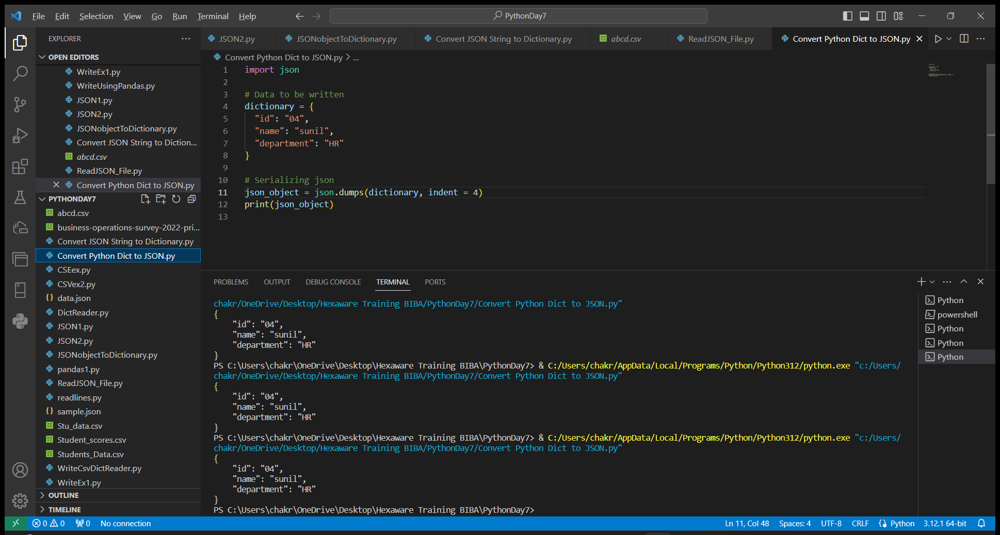 File Edit Selection View Go Run Terminal Help
PythonDay7
EXPLORER
OPEN EDITORS
WriteEx1.py
WriteUsingPandas.py
JSON1.py
JSON2.py
JSONobjectToDictionary.py
Convert JSON String to Diction...
abcd.csv
ReadJSON_File.py
Convert Python Dict to JSON.py
PYTHONDAY7
abcd.csv
business-operations-survey-2022-pri...
Convert JSON String to Dictionary.py
Convert Python Dict to JSON.py
CSEex.py
CSVex2.py
data.json
DictReader.py
JSON1.py
JSON2.py
JSONobjectToDictionary.py
pandas1.py
ReadJSON_File.py
readlines.py
sample.json
Stu_data.csv
Student_scores.csv
Students_Data.csv
WriteCsvDictReader.py
WriteEx1.py
OUTLINE
TIMELINE
JSON2.py JSONobjectToDictionary.py Convert JSON String to Dictionary.py abcd.csv ReadJSON_File.py Convert Python Dict to JSON.py
Convert Python Dict to JSON.py > ...
1 import json
2
3 # Data to be written
4 dictionary = {
5 "id": "04",
6 "name": "sunil",
7 "department": "HR"
8 }
9
10 # Serializing json
11 json_object = json.dumps(dictionary, indent = 4)
12 print(json_object)
13
PROBLEMS OUTPUT DEBUG CONSOLE TERMINAL PORTS
chakr/OneDrive/Desktop/Hexaware Training BIBA/PythonDay7/Convert Python Dict to JSON.py"
{
"id": "04",
"name": "sunil",
"department": "HR"
}
PS C:\Users\chakr\OneDrive\Desktop\Hexaware Training BIBA\PythonDay7> & C:/Users/chakr/AppData/Local/Programs/Python/Python312/python.exe "c:/Users/
chakr/OneDrive/Desktop/Hexaware Training BIBA/PythonDay7/Convert Python Dict to JSON.py"
{
"id": "04",
"name": "sunil",
"department": "HR"
}
PS C:\Users\chakr\OneDrive\Desktop\Hexaware Training BIBA\PythonDay7> & C:/Users/chakr/AppData/Local/Programs/Python/Python312/python.exe "c:/Users/
chakr/OneDrive/Desktop/Hexaware Training BIBA/PythonDay7/Convert Python Dict to JSON.py"
{
"id": "04",
"name": "sunil",
"department": "HR"
}
PS C:\Users\chakr\OneDrive\Desktop\Hexaware Training BIBA\PythonDay7>
Python
powershell
Python
Python
Python
0 0 0 No connection
Ln 11, Col 48 Spaces: 4 UTF-8 CRLF Python 3.12.1 64-bit